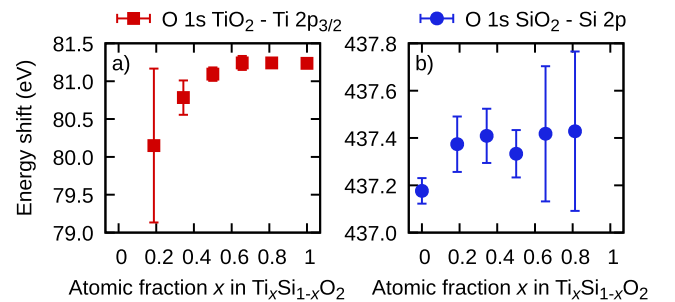 O 1s TiO2 - Ti 2p3/2
O 1s SiO2 - Si 2p
Energy shift (eV)
a)
81.5
81.0
80.5
80.0
79.5
79.0
0 0.2 0.4 0.6 0.8 1
Atomic fraction x in TixSi1-xO2
b)
437.8
437.6
437.4
437.2
437.0
0 0.2 0.4 0.6 0.8 1
Atomic fraction x in TixSi1-xO2